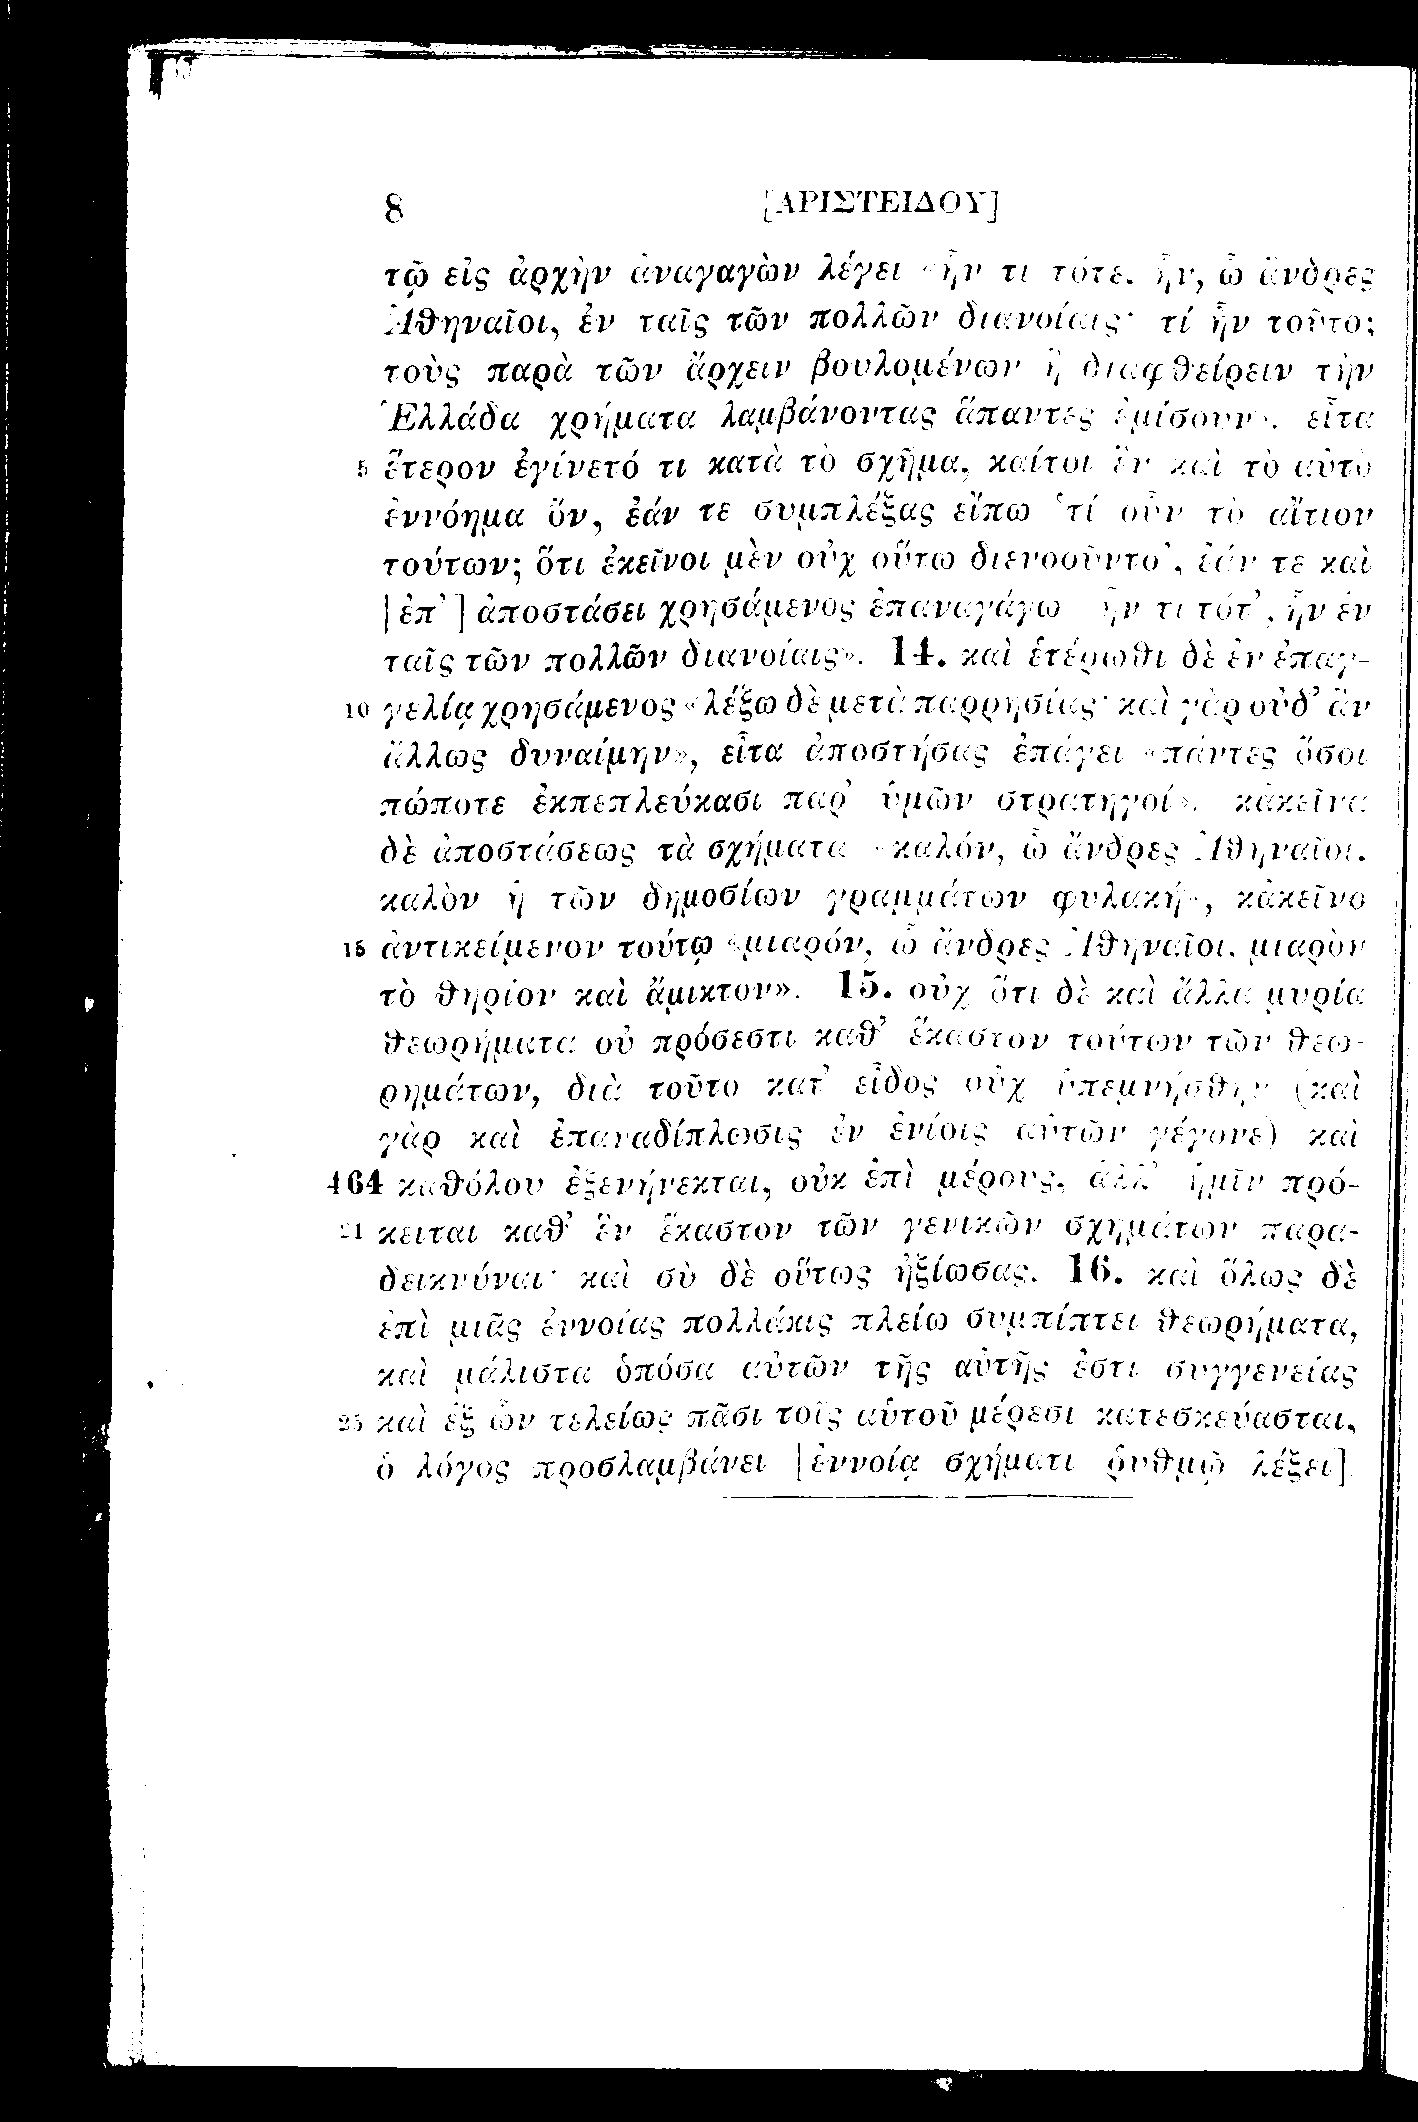 8 [ΑΡΙΣΤΕΙΔΟΥ]
τῷ εἰς ἀρχὴν ἀναγαγὼν λέγει «ἦν τι τότε, ἦν, ὦ ἄνδρες
Ἀθηναῖοι, ἐν ταῖς τῶν πολλῶν διανοίαις· τί ἦν τοῦτο;
τοὺς παρὰ τῶν ἄρχειν βουλομένων ἢ διαφθείρειν τὴν
Ἑλλάδα χρήματα λαμβάνοντας ἅπαντες ἐμίσουν». εἶτα
5 ἕτερον ἐγίνετό τι κατὰ τὸ σχῆμα, καίτοι ἓν καὶ τὸ αὐτὸ
ἐννόημα ὄν, ἐάν τε συμπλέξας εἴπω ‘τί οὖν τὸ αἴτιον
τούτων; ὅτι ἐκεῖνοι μὲν οὐχ οὕτω διενοοῦντο’, ἐάν τε καὶ
[ἐπ’] ἀποστάσει χρησάμενος ἐπαναγάγω «ἦν τι τότ’, ἦν ἐν
ταῖς τῶν πολλῶν διανοίαις». 14. καὶ ἑτέρωθι δὲ ἐν ἐπαγ-
10 γελίᾳ χρησάμενος «λέξω δὲ μετὰ παρρησίας· καὶ γὰρ οὐδ’ ἂν
ἄλλως δυναίμην», εἶτα ἀποστήσας ἐπάγει «πάντες ὅσοι
πώποτε ἐκπεπλεύκασι παρ’ ὑμῶν στρατηγοί». κἀκεῖνα
δὲ ἀποστάσεως τὰ σχήματα «καλόν, ὦ ἄνδρες Ἀθηναῖοι,
καλὸν ἡ τῶν δημοσίων γραμμάτων φυλακή», κἀκεῖνο
15 ἀντικείμενον τούτῳ «μιαρόν, ὦ ἄνδρες Ἀθηναῖοι, μιαρὸν
τὸ θηρίον καὶ ἄμικτον». 15. οὐχ ὅτι δὲ καὶ ἄλλα μυρία
θεωρήματα οὐ πρόσεστι καθ’ ἕκαστον τούτων τῶν θεω-
ρημάτων, διὰ τοῦτο κατ’ εἶδος οὐχ ὑπεμνήσθην (καὶ
γὰρ καὶ ἐπαναδίπλωσις ἐν ἐνίοις αὐτῶν γέγονε) καὶ
464 καθόλου ἐξενήνεκται, οὐκ ἐπὶ μέρους, ἀλλ’ ἡμῖν πρό-
21 κειται καθ’ ἓν ἕκαστον τῶν γενικῶν σχημάτων παρα-
δεικνύναι· καὶ σὺ δὲ οὕτως ἠξίωσας. 16. καὶ ὅλως δὲ
ἐπὶ μιᾶς ἐννοίας πολλάκις πλείω συμπίπτει θεωρήματα,
καὶ μάλιστα ὁπόσα αὐτῶν τῆς αὐτῆς ἐστι συγγενείας
25 καὶ ἐξ ὧν τελείως πᾶσι τοῖς αὑτοῦ μέρεσι κατεσκεύασται,
ὁ λόγος προσλαμβάνει [ἐννοίᾳ σχήματι ῥυθμῷ λέξει]